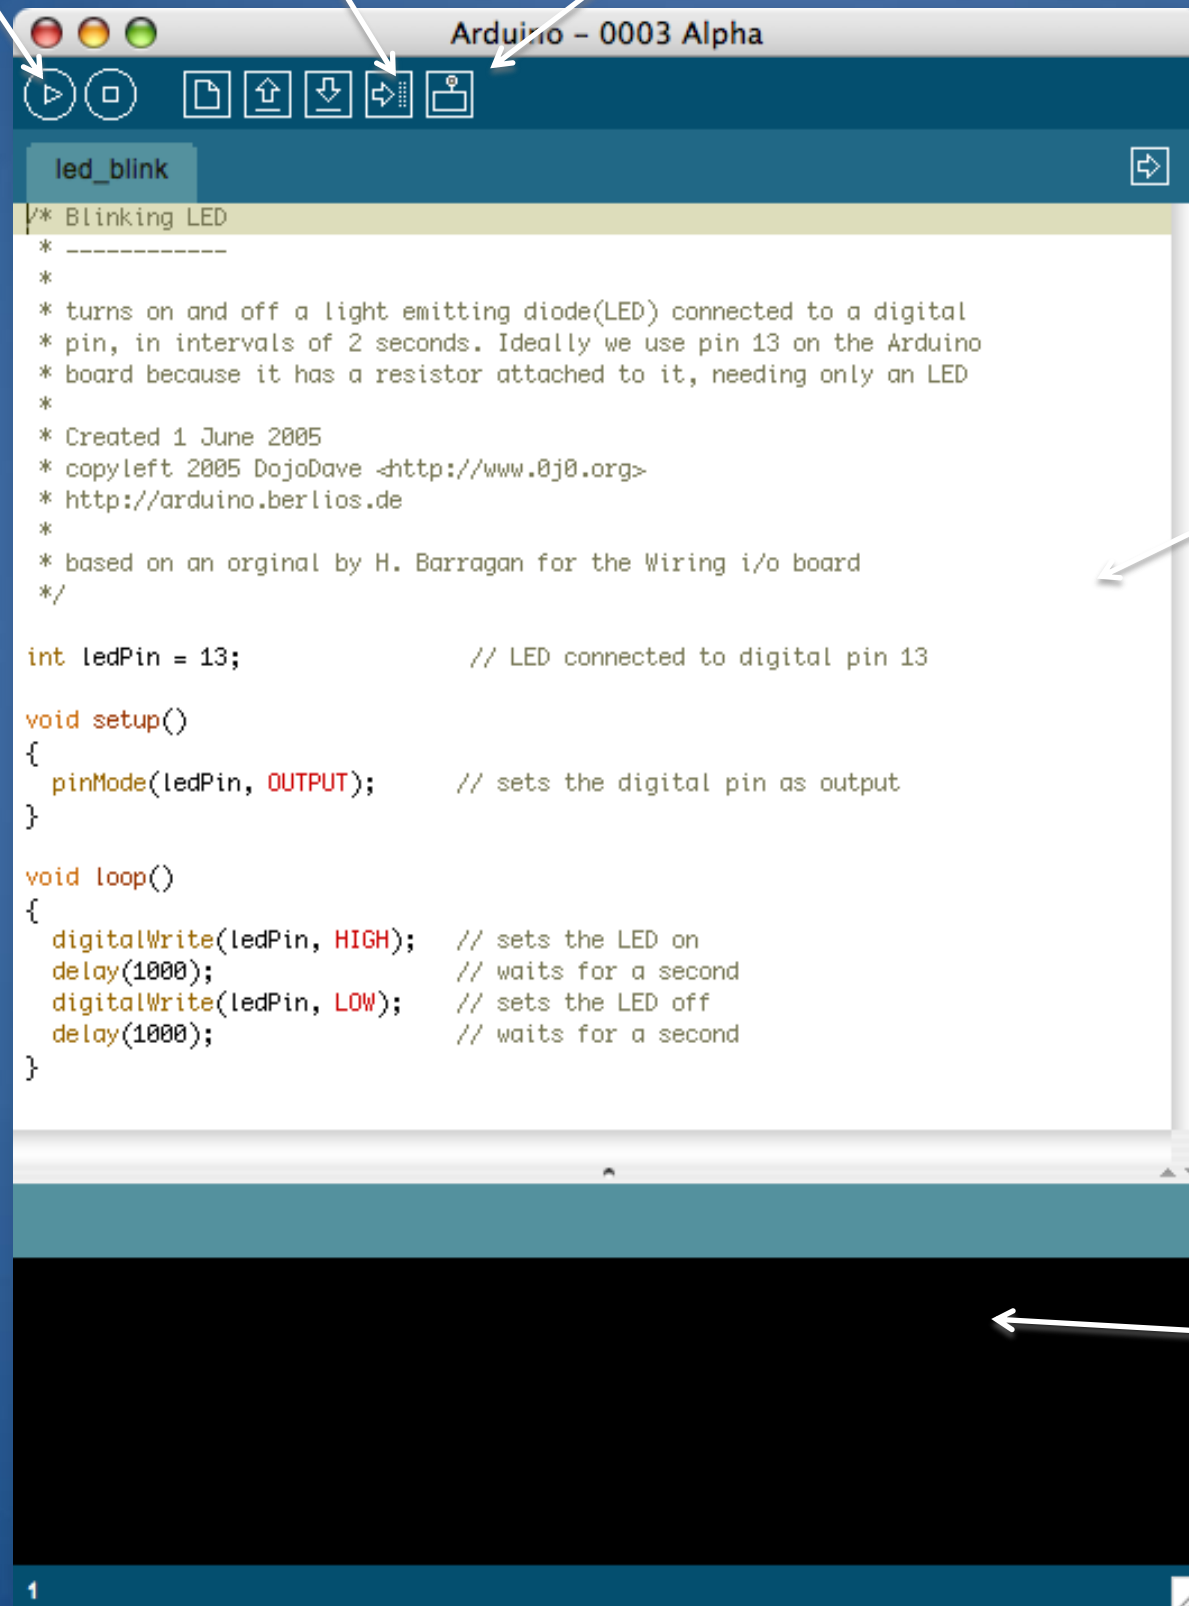 Arduino – 0003 Alpha
led_blink
/* Blinking LED
 * ------------
 *
 * turns on and off a light emitting diode(LED) connected to a digital
 * pin, in intervals of 2 seconds. Ideally we use pin 13 on the Arduino
 * board because it has a resistor attached to it, needing only an LED
 *
 * Created 1 June 2005
 * copyleft 2005 DojoDave <http://www.0j0.org>
 * http://arduino.berlios.de
 *
 * based on an orginal by H. Barragan for the Wiring i/o board
 */
int ledPin = 13;                 // LED connected to digital pin 13
void setup()
{
  pinMode(ledPin, OUTPUT);      // sets the digital pin as output
}
void loop()
{
  digitalWrite(ledPin, HIGH);   // sets the LED on
  delay(1000);                  // waits for a second
  digitalWrite(ledPin, LOW);    // sets the LED off
  delay(1000);                  // waits for a second
}
1